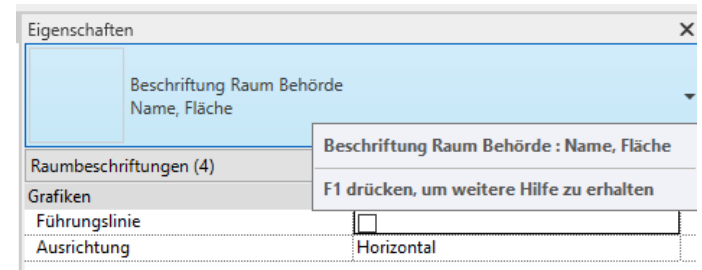 Eigenschaften
Beschriftung Raum Behörde
Name, Fläche
Beschriftung Raum Behörde : Name, Fläche
F1 drücken, um weitere Hilfe zu erhalten
Raumbeschriftungen (4)
Grafiken
Führungslinie
Ausrichtung Horizontal